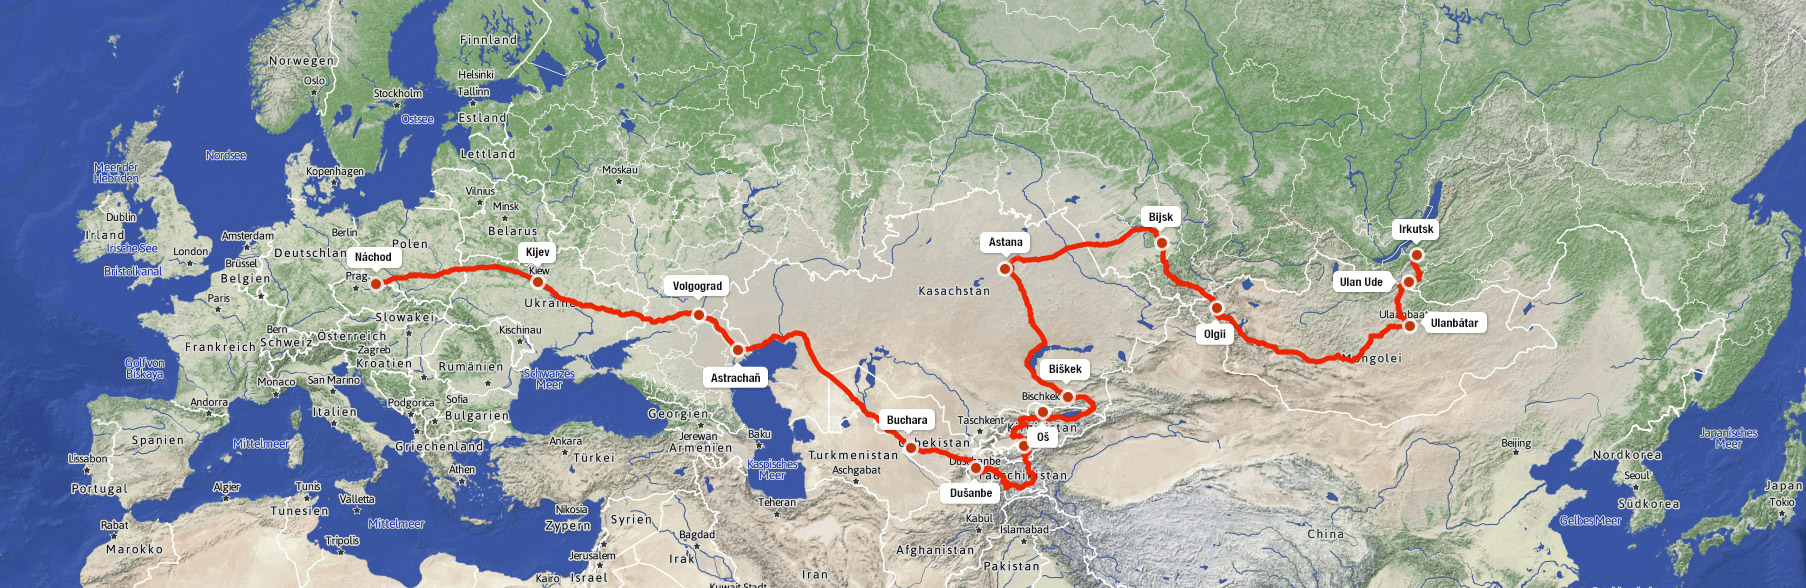 Finnland
Norwegen
Oslo
Helsinki
Stockholm
Tallinn
Ostsee
Estland
Lettland
Nordsee
Meer der
Hebriden
Moskau
Kopenhagen
Vilnius
Minsk
Belarus
Dublin
Irland
Irische See
London
Amsterdam
Berlin
Deutschland
Polen
Bristolkanal
Brüssel
Belgien
Náchod
Prag
Kijev
Kiew
Ukraine
Volgograd
Astana
Bijsk
Irkutsk
Ulan Ude
Ulanbátar
Olgii
Mongolei
Kasachstan
Paris
Bern
Schweiz
Österreich
Slowakei
Kischinau
Frankreich
Zagreb
Kroatien
Rumänien
Golf von
Biskaya
Monaco
San Marino
Schwarzes
Meer
Astrachaň
Biškek
Bischkek
Andorra
Italien
Podgorica
Sofia
Bulgarien
Georgien
Buchara
Taschkent
Oš
Spanien
Mittelmeer
Griechenland
Ankara
Türkei
Jerewan
Armenien
Baku
Kaspisches
Meer
Turkmenistan
Aschgabat
Dušanbe
Beijing
Nordkorea
Japanisches
Meer
Lissabon
Portugal
Athen
Algier
Tunis
Tunesien
Valletta
Mittelmeer
Nikosia
Zypern
Syrien
Bagdad
Irak
Teheran
Kabul
Islamabad
Afghanistan
Pakistan
China
Seoul
Südkorea
Gelbes Meer
Japan
Tokio
Rabat
Marokko
Tripolis
Jerusalem
Israel
Kairo
Kuwait Stadt
Iran